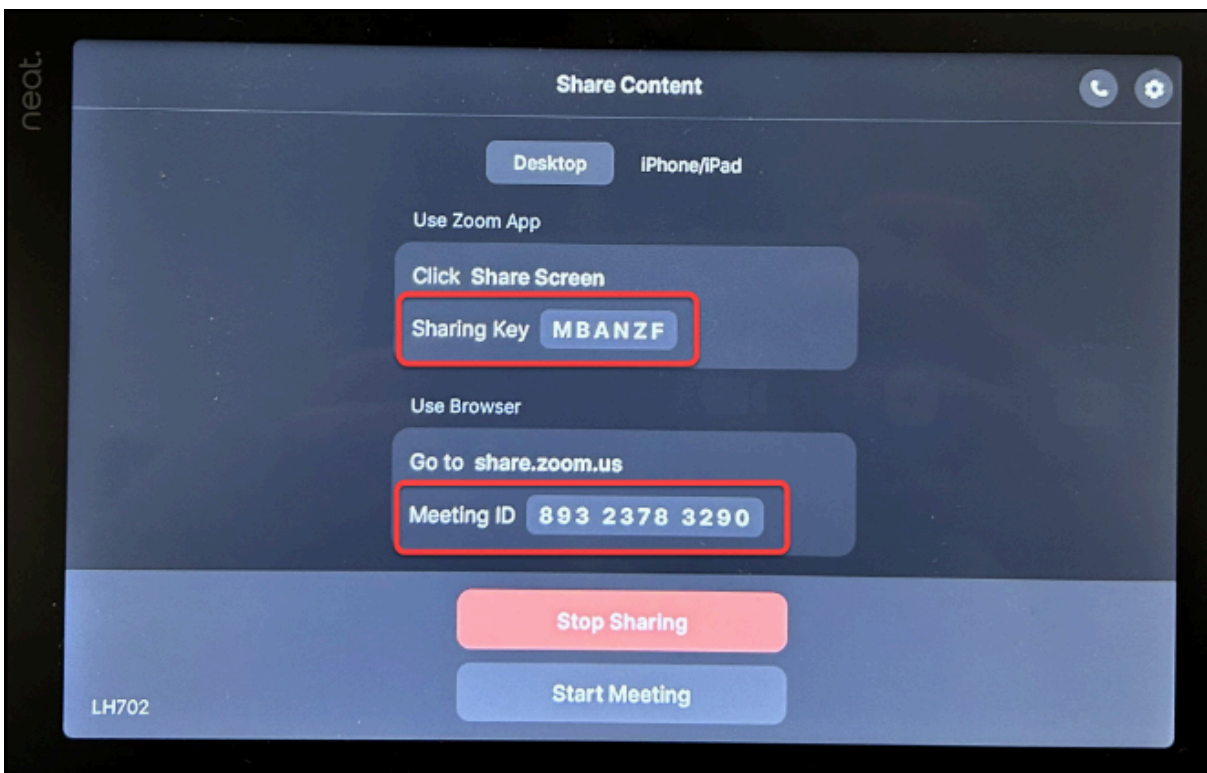 neat.
Share Content
Desktop iPhone/iPad
Use Zoom App
Click Share Screen
Sharing Key MBANZF
Use Browser
Go to share.zoom.us
Meeting ID 893 2378 3290
Stop Sharing
Start Meeting
LH702